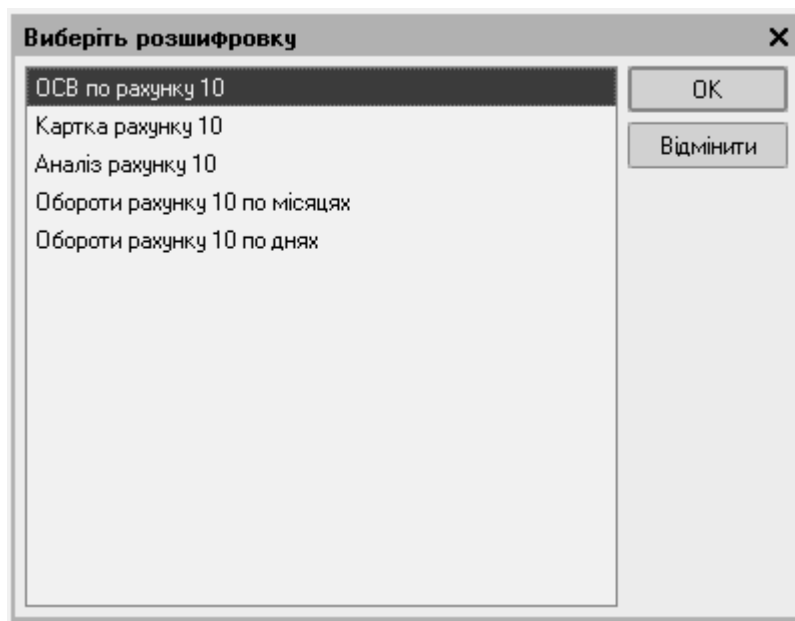 Виберіть розшифровку
ОСВ по рахунку 10
Картка рахунку 10
Аналіз рахунку 10
Обороти рахунку 10 по місяцях
Обороти рахунку 10 по днях
OK
Відмінити